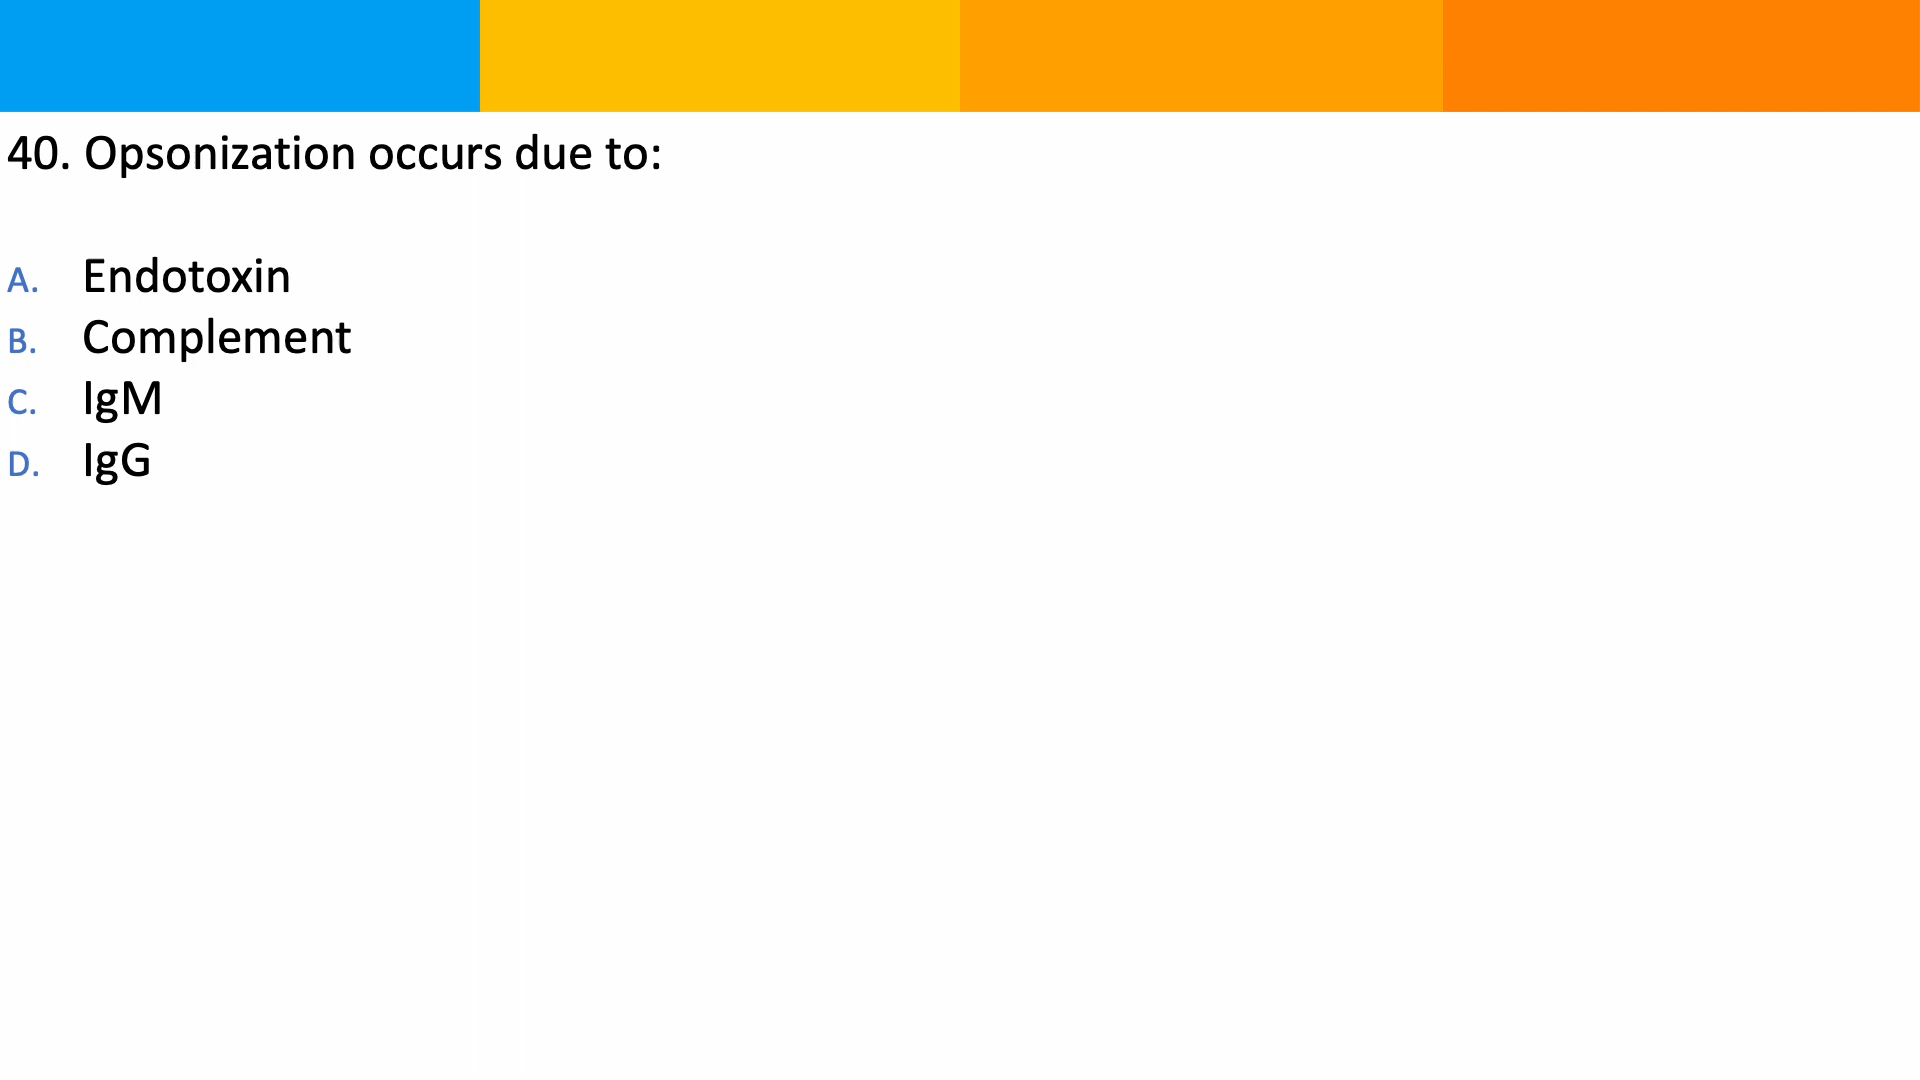 40. Opsonization occurs due to:
A. Endotoxin
B. Complement
C. IgM
D. IgG